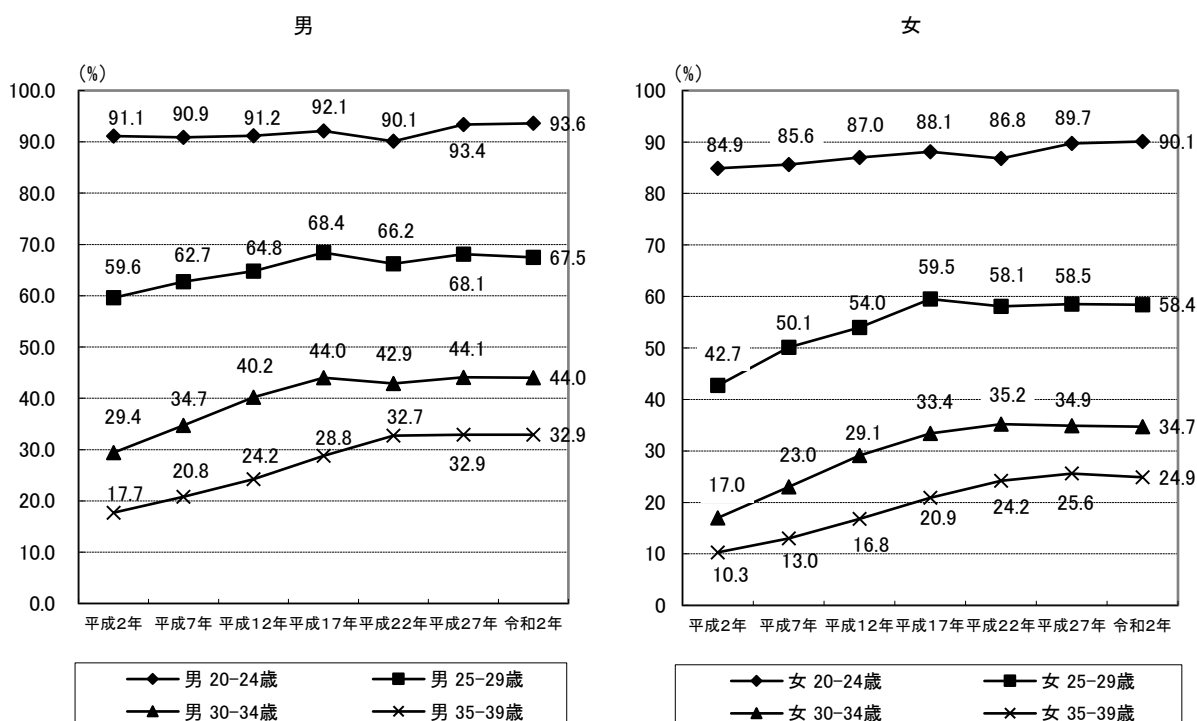 男
(%)
100.0
90.0
80.0
70.0
60.0
50.0
40.0
30.0
20.0
10.0
0.0
91.1 90.9 91.2 92.1 90.1 93.4 93.6
59.6 62.7 64.8 68.4 66.2 68.1 67.5
29.4 34.7 40.2 44.0 42.9 44.1 44.0
17.7 20.8 24.2 28.8 32.7 32.9 32.9
平成2年 平成7年 平成12年 平成17年 平成22年 平成27年 令和2年
男 20-24歳 男 25-29歳
男 30-34歳 男 35-39歳
女
(%)
100
90
80
70
60
50
40
30
20
10
0
84.9 85.6 87.0 88.1 86.8 89.7 90.1
42.7 50.1 54.0 59.5 58.1 58.5 58.4
17.0 23.0 29.1 33.4 35.2 34.9 34.7
10.3 13.0 16.8 20.9 24.2 25.6 24.9
平成2年 平成7年 平成12年 平成17年 平成22年 平成27年 令和2年
女 20-24歳 女 25-29歳
女 30-34歳 女 35-39歳